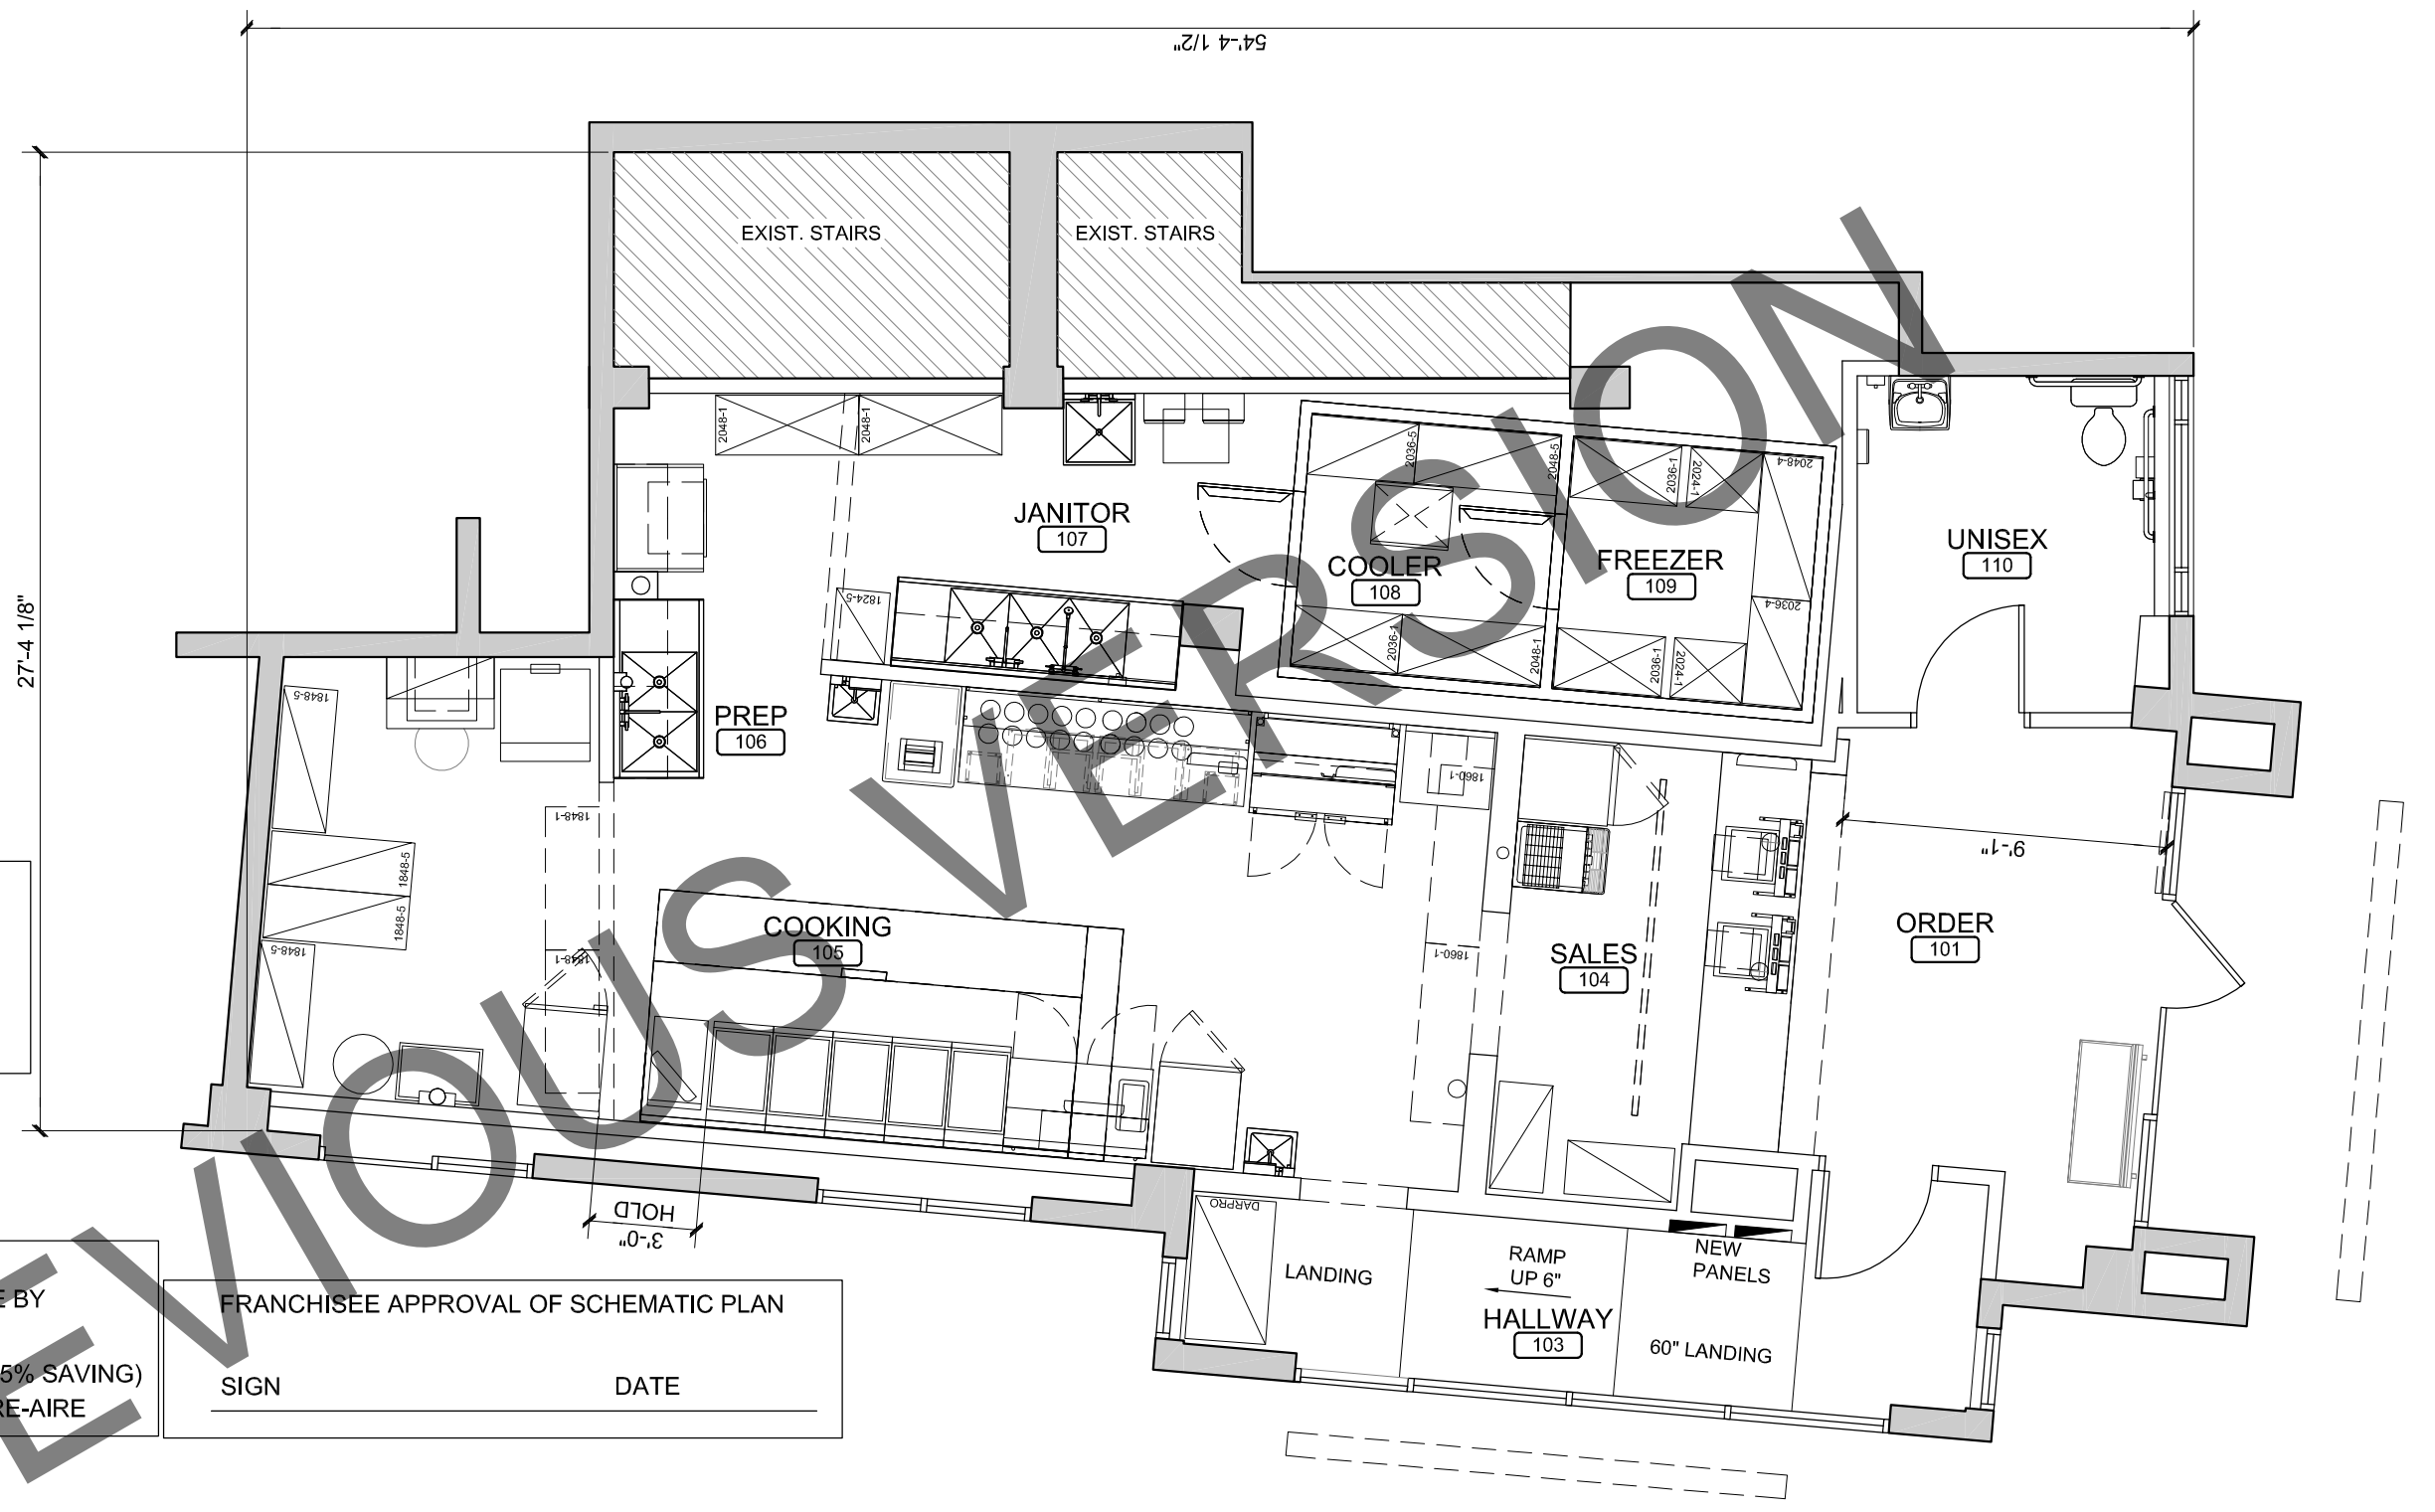 54'-4 1/2"
27'-4 1/8"
EXIST. STAIRS
EXIST. STAIRS
2048-1
2048-1
JANITOR
107
2036-5
2048-5
2036-1
2024-1
2048-4
COOLER
108
FREEZER
109
UNISEX
110
1824-5
2036-4
2036-1
2048-1
2036-1
2024-1
1848-5
PREP
106
1860-1
1848-1
9'-1"
1848-5
1848-5
COOKING
105
1848-5
1848-1
1860-1
SALES
104
ORDER
101
HOLD
3'-0"
DARPRO
LANDING
RAMP
UP 6"
NEW
PANELS
HALLWAY
103
60" LANDING
E BY
5% SAVING)
RE-AIRE
FRANCHISEE APPROVAL OF SCHEMATIC PLAN
SIGN
DATE
EVIOUS VERSION